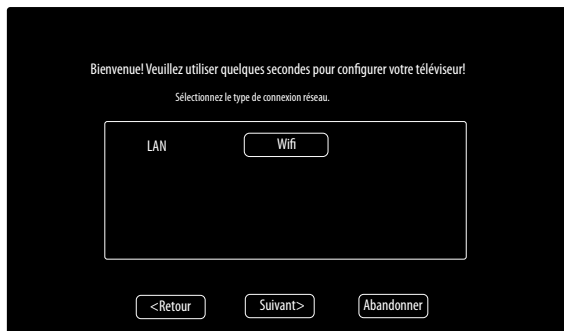 Bienvenue! Veuillez utiliser quelques secondes pour configurer votre téléviseur!
Sélectionnez le type de connexion réseau.
LAN Wifi
<Retour Suivant> Abandonner